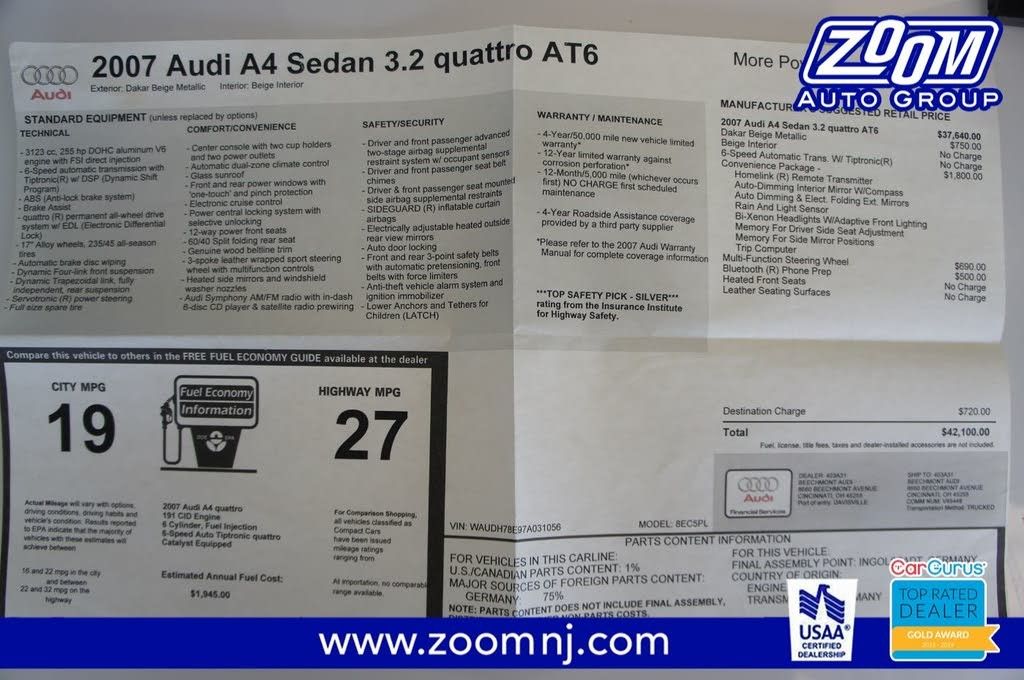 2007 Audi A4 Sedan 3.2 quattro AT6
Audi
Exterior: Dakar Beige Metallic Interior: Beige Interior
More
ZOOM
AUTO GROUP
STANDARD EQUIPMENT (unless replaced by options)
TECHNICAL
- 3123 cc, 255 hp DOHC aluminum V6
engine with FSI direct injection
- 6-Speed automatic transmission with
Tiptronic(R) w/ DSP (Dynamic Shift
Program)
- ABS (Anti-lock brake system)
- Brake Assist
- quattro (R) permanent all-wheel drive
system w/ EDL (Electronic Differential
Lock)
- 17" Alloy wheels, 235/45 all-season
tires
- Automatic brake disc wiping
- Dynamic Four-link front suspension
- Dynamic Trapezoidal link, fully
independent, rear suspension
- Servotronic (R) power steering
- Full size spare tire
COMFORT/CONVENIENCE
- Center console with two cup holders
and two power outlets
- Automatic dual-zone climate control
- Glass sunroof
- Front and rear power windows with
'one-touch' and pinch protection
- Electronic cruise control
- Power central locking system with
selective unlocking
- 12-way power front seats
- 60/40 Split folding rear seat
- Genuine wood beltline trim
- 3-spoke leather wrapped sport steering
wheel with multifunction controls
- Heated side mirrors and windshield
washer nozzles
- Audi Symphony AM/FM radio with in-dash
6-disc CD player & satellite radio prewiring
SAFETY/SECURITY
- Driver and front passenger advanced
two-stage airbag supplemental
restraint system w/ occupant sensors
- Driver and front passenger seat belt
chimes
- Driver & front passenger seat mounted
side airbag supplemental restraints
- SIDEGUARD (R) inflatable curtain
airbags
- Electrically adjustable heated outside
rear view mirrors
- Auto door locking
- Front and rear 3-point safety belts
with automatic pretensioning, front
belts with force limiters
- Anti-theft vehicle alarm system and
ignition immobilizer
- Lower Anchors and Tethers for
Children (LATCH)
WARRANTY / MAINTENANCE
- 4-Year/50,000 mile new vehicle limited
warranty*
- 12-Year limited warranty against
corrosion perforation*
- 12-Month/5,000 mile (whichever occurs
first) NO CHARGE first scheduled
maintenance
- 4-Year Roadside Assistance coverage
provided by a third party supplier
*Please refer to the 2007 Audi Warranty
Manual for complete coverage information
***TOP SAFETY PICK - SILVER***
rating from the Insurance Institute
for Highway Safety.
SUGGESTED RETAIL PRICE
2007 Audi A4 Sedan 3.2 quattro AT6 $37,640.00
Dakar Beige Metallic $750.00
Beige Interior No Charge
6-Speed Automatic Trans. W/ Tiptronic(R) No Charge
Convenience Package - $1,800.00
Homelink (R) Remote Transmitter
Auto-Dimming Interior Mirror W/Compass
Auto-Dimming & Elect. Folding Ext. Mirrors
Rain And Light Sensor
Bi-Xenon Headlights W/Adaptive Front Lighting
Memory For Driver Side Seat Adjustment
Memory For Side Mirror Positions
Trip Computer
Multi-Function Steering Wheel $690.00
Bluetooth (R) Phone Prep $500.00
Heated Front Seats No Charge
Leather Seating Surfaces No Charge
Destination Charge $720.00
Total $42,100.00
Fuel, license, title fees, taxes and dealer-installed accessories are not included.
Compare this vehicle to others in the FREE FUEL ECONOMY GUIDE available at the dealer
CITY MPG
19
Fuel Economy
Information
DOE EPA
HIGHWAY MPG
27
Actual Mileage will vary with options,
driving conditions, driving habits and
vehicle's condition. Results reported
to EPA indicate that the majority of
vehicles with these estimates will
achieve between
16 and 22 mpg in the city
and between
22 and 32 mpg on the
highway
2007 Audi A4 quattro
191 CID Engine
6 Cylinder, Fuel Injection
6-Speed Auto Tiptronic quattro
Catalyst Equipped
Estimated Annual Fuel Cost:
$1,945.00
For Comparison Shopping,
all vehicles classified as
Compact Cars
have been issued
mileage ratings
ranging from
At importation, no comparable
range available.
Audi
Financial Services
DEALER: 403A31
BEECHMONT AUDI
8660 BEECHMONT AVENUE
CINCINNATI, OH 45255
Port of entry: DAVISVILLE
SHIP TO: 403A31
BEECHMONT AUDI
8660 BEECHMONT AVENUE
CINCINNATI, OH 45255
COMM NUM:
Transportation Method: TRUCKED
VIN: WAUDH78E97A031056 MODEL: 8EC5PL
PARTS CONTENT INFORMATION
FOR VEHICLES IN THIS CARLINE:
U.S./CANADIAN PARTS CONTENT: 1%
MAJOR SOURCES OF FOREIGN PARTS CONTENT:
GERMANY 75%
NOTE: PARTS CONTENT DOES NOT INCLUDE FINAL ASSEMBLY,
PARTS COSTS.
FOR THIS VEHICLE:
FINAL ASSEMBLY POINT: GERMANY
COUNTRY OF ORIGIN:
ENGINE
USAA®
CERTIFIED
DEALERSHIP
CarGurus
TOP RATED
DEALER
GOLD AWARD
www.zoomnj.com